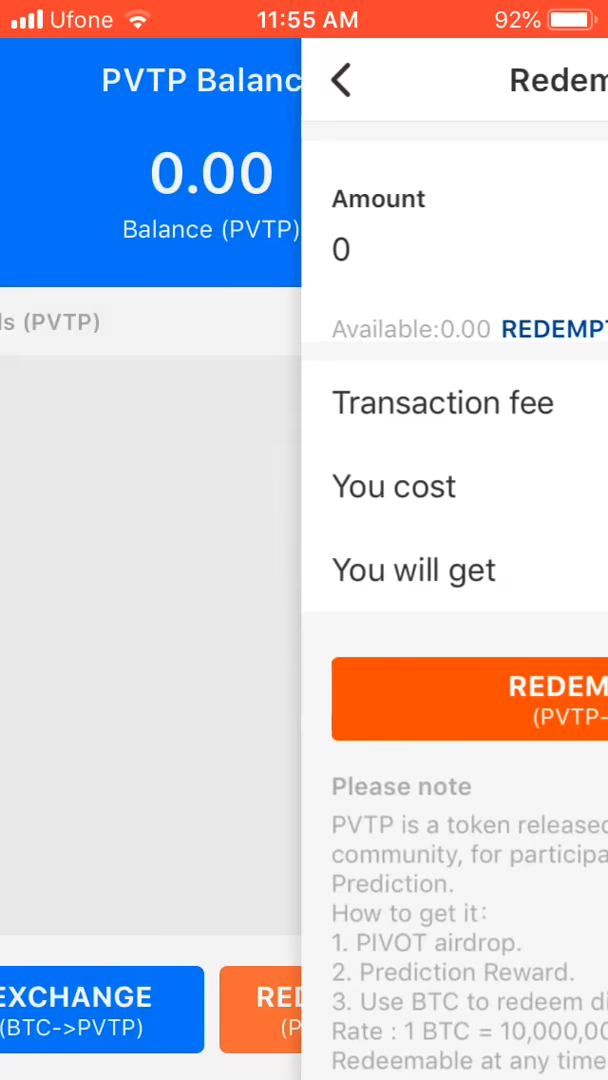 Ufone 11:55 AM 92%
PVTP Balanc
0.00
Balance (PVTP)
ls (PVTP)
EXCHANGE
(BTC->PVTP)
RED
(P
Redem
Amount
0
Available:0.00 REDEMPT
Transaction fee
You cost
You will get
REDEM
(PVTP-
Please note
PVTP is a token released
community, for participa
Prediction.
How to get it:
1. PIVOT airdrop.
2. Prediction Reward.
3. Use BTC to redeem di
Rate : 1 BTC = 10,000,00
Redeemable at any time